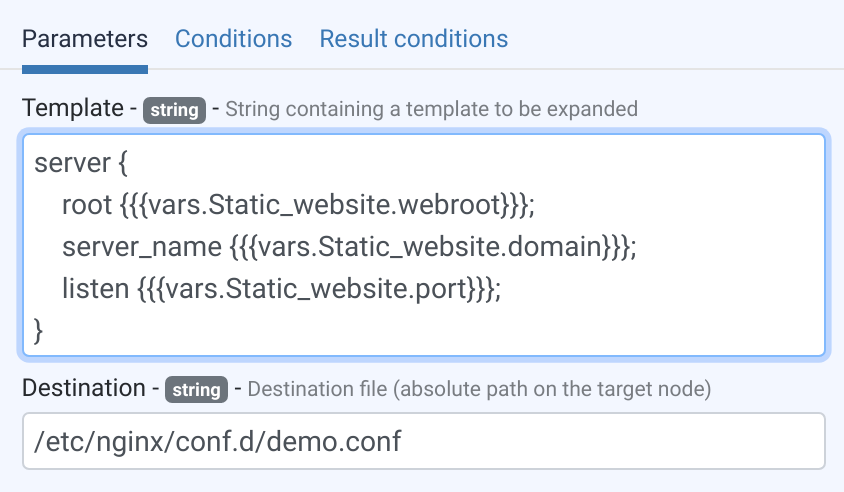 Parameters Conditions Result conditions
Template - string - String containing a template to be expanded
server {
    root {{{vars.Static_website.webroot}}};
    server_name {{{vars.Static_website.domain}}};
    listen {{{vars.Static_website.port}}};
}
Destination - string - Destination file (absolute path on the target node)
/etc/nginx/conf.d/demo.conf